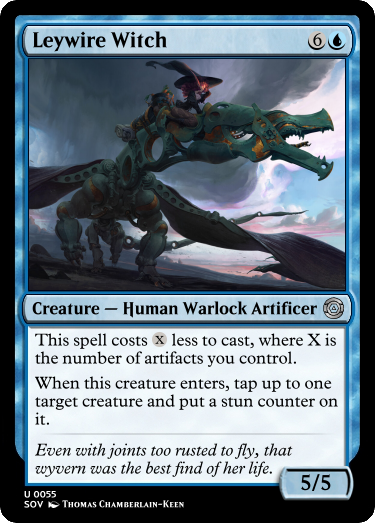 Leywire Witch 6
Creature — Human Warlock Artificer
This spell costs X less to cast, where X is
the number of artifacts you control.
When this creature enters, tap up to one
target creature and put a stun counter on
it.
Even with joints too rusted to fly, that
wyvern was the best find of her life.
5/5
U 0055
SOV Thomas Chamberlain-Keen